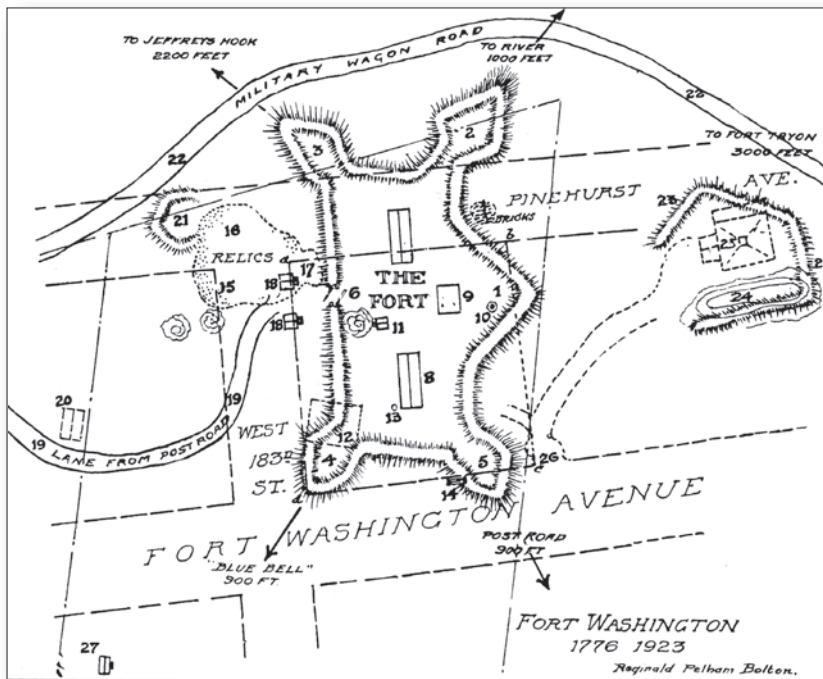 TO JEFFREYS HOOK
2200 FEET
MILITARY WAGON ROAD
TO RIVER
1000 FEET
22
22
TO FORT TRYON
3000 FEET
3
2
PINEHURST AVE.
BRICKS
23
21
16
RELICS
a
17
b
25
15
18
THE
FORT
6
9
1
10
24
2
18
11
8
20
19
13
19 LANE FROM POST ROAD
WEST
183RD
ST.
12
4
5
14
26
c
d
FORT WASHINGTON AVENUE
"BLUE BELL"
900 FT.
POST ROAD
900 FT
27
FORT WASHINGTON
1776 1923
Reginald Pelham Bolton.